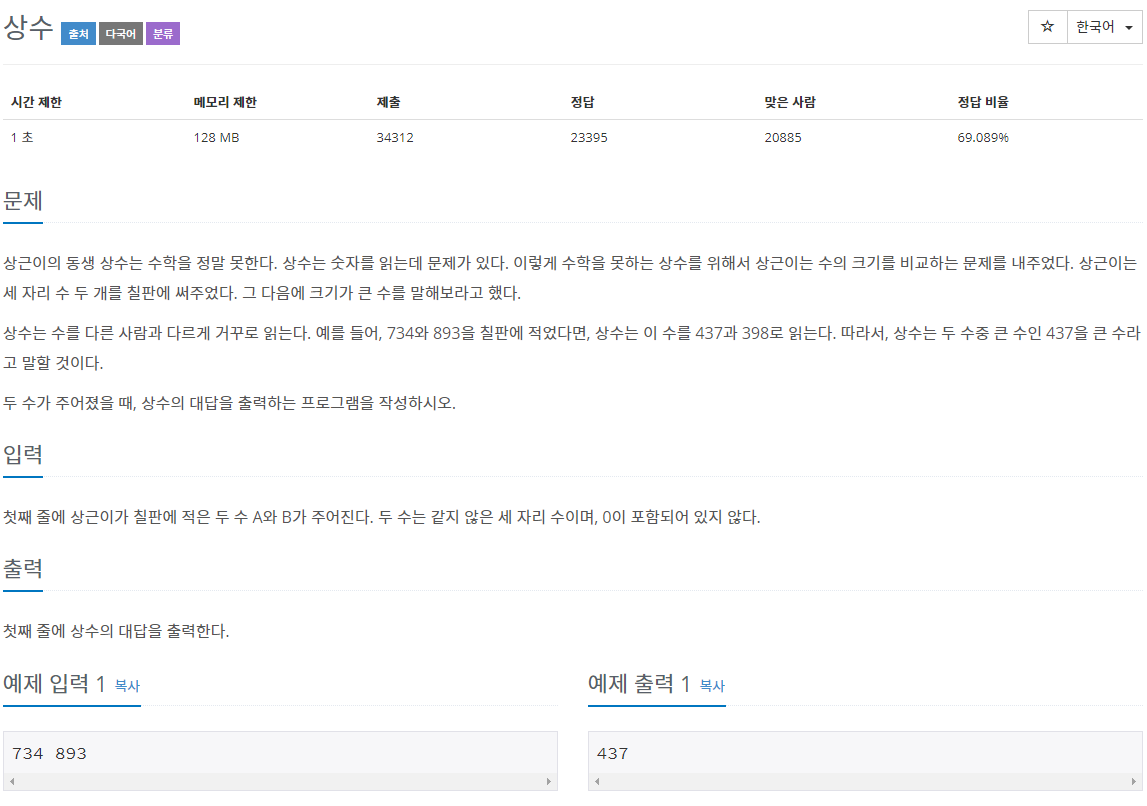 상수 출처 다국어 분류 ☆ 한국어
시간 제한 메모리 제한 제출 정답 맞은 사람 정답 비율
1 초 128 MB 34312 23395 20885 69.089%
문제
상근이의 동생 상수는 수학을 정말 못한다. 상수는 숫자를 읽는데 문제가 있다. 이렇게 수학을 못하는 상수를 위해서 상근이는 수의 크기를 비교하는 문제를 내주었다. 상근이는
세 자리 수 두 개를 칠판에 써주었다. 그 다음에 크기가 큰 수를 말해보라고 했다.
상수는 수를 다른 사람과 다르게 거꾸로 읽는다. 예를 들어, 734와 893을 칠판에 적었다면, 상수는 이 수를 437과 398로 읽는다. 따라서, 상수는 두 수중 큰 수인 437을 큰 수라
고 말할 것이다.
두 수가 주어졌을 때, 상수의 대답을 출력하는 프로그램을 작성하시오.
입력
첫째 줄에 상근이가 칠판에 적은 두 수 A와 B가 주어진다. 두 수는 같지 않은 세 자리 수이며, 0이 포함되어 있지 않다.
출력
첫째 줄에 상수의 대답을 출력한다.
예제 입력 1 복사
734 893
예제 출력 1 복사
437